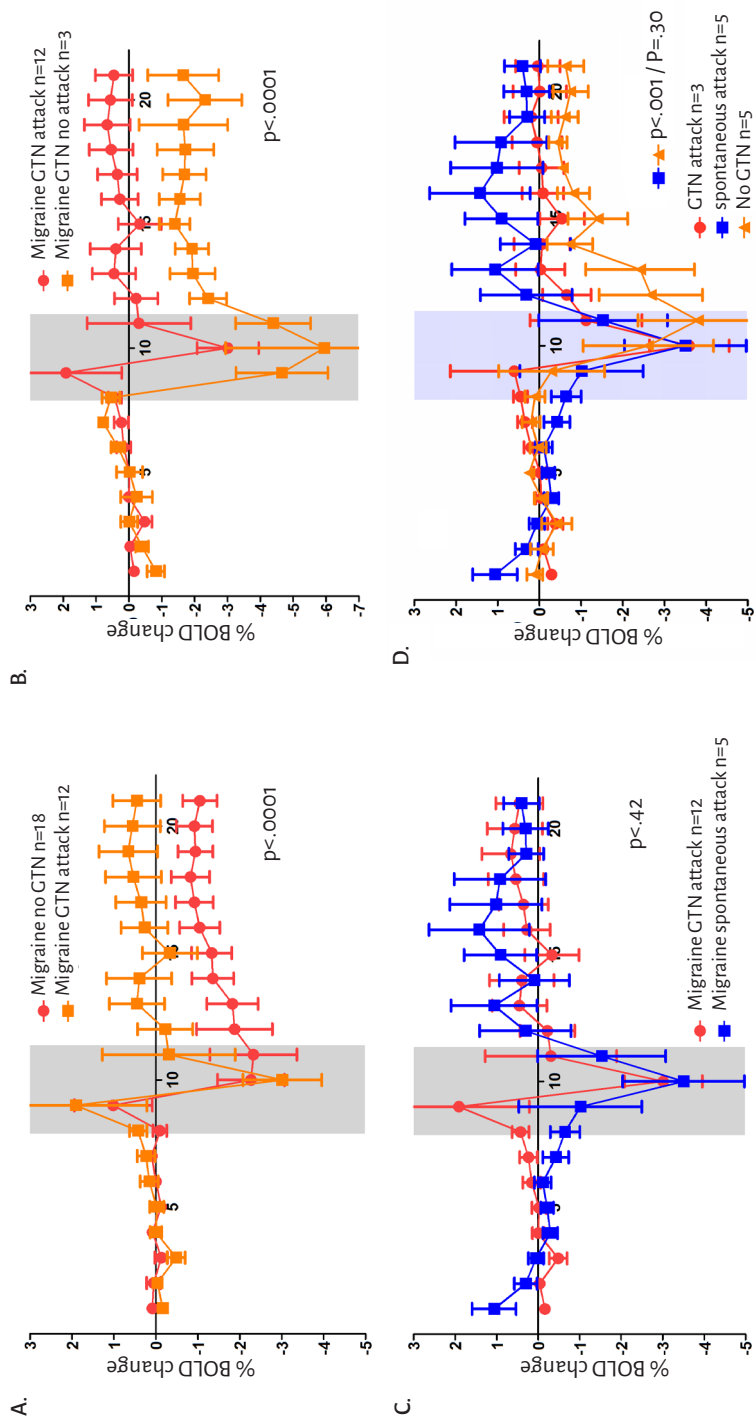 A.
Migraine no GTN n=18
Migraine GTN attack n=12
% BOLD change
3
2
1
0
-1
-2
-3
-4
-5
5
10
15
20
p<.0001
B.
Migraine GTN attack n=12
Migraine GTN no attack n=3
% BOLD change
3
2
1
0
-1
-2
-3
-4
-5
-6
-7
5
10
15
20
p<.0001
C.
% BOLD change
3
2
1
0
-1
-2
-3
-4
-5
5
10
15
20
p<.42
Migraine GTN attack n=12
Migraine spontaneous attack n=5
D.
% BOLD change
3
2
1
0
-1
-2
-3
-4
-5
5
10
15
20
p<.001 / P=.30
GTN attack n=3
spontaneous attack n=5
No GTN n=5